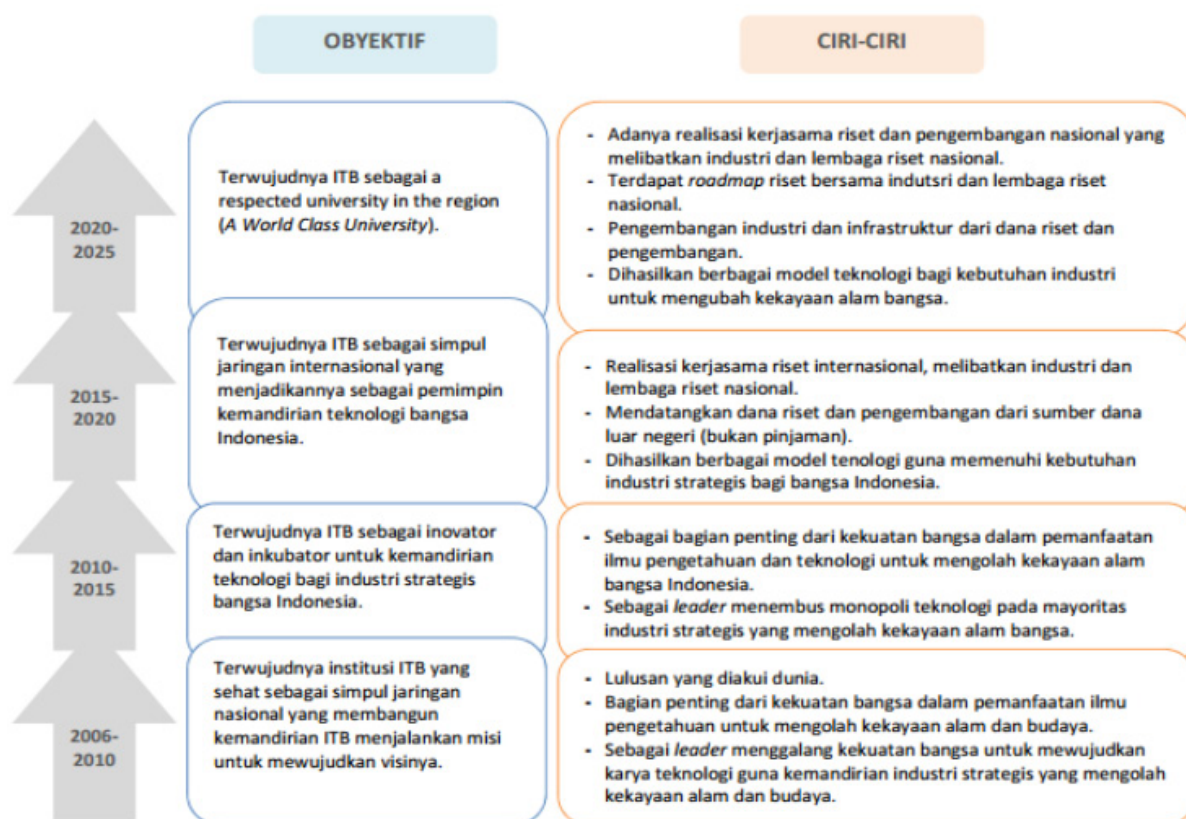 OBYEKTIF
CIRI-CIRI
2020-
2025
Terwujudnya ITB sebagai a
respected university in the region
(A World Class University).
- Adanya realisasi kerjasama riset dan pengembangan nasional yang
melibatkan industri dan lembaga riset nasional.
- Terdapat roadmap riset bersama indutsri dan lembaga riset
nasional.
- Pengembangan industri dan infrastruktur dari dana riset dan
pengembangan.
- Dihasilkan berbagai model teknologi bagi kebutuhan industri
untuk mengubah kekayaan alam bangsa.
2015-
2020
Terwujudnya ITB sebagai simpul
jaringan internasional yang
menjadikannya sebagai pemimpin
kemandirian teknologi bangsa
Indonesia.
- Realisasi kerjasama riset internasional, melibatkan industri dan
lembaga riset nasional.
- Mendatangkan dana riset dan pengembangan dari sumber dana
luar negeri (bukan pinjaman).
- Dihasilkan berbagai model tenologi guna memenuhi kebutuhan
industri strategis bagi bangsa Indonesia.
2010-
2015
Terwujudnya ITB sebagai inovator
dan inkubator untuk kemandirian
teknologi bagi industri strategis
bangsa Indonesia.
- Sebagai bagian penting dari kekuatan bangsa dalam pemanfaatan
ilmu pengetahuan dan teknologi untuk mengolah kekayaan alam
bangsa Indonesia.
- Sebagai leader menembus monopoli teknologi pada mayoritas
industri strategis yang mengolah kekayaan alam bangsa.
2006-
2010
Terwujudnya institusi ITB yang
sehat sebagai simpul jaringan
nasional yang membangun
kemandirian ITB menjalankan misi
untuk mewujudkan visinya.
- Lulusan yang diakui dunia.
- Bagian penting dari kekuatan bangsa dalam pemanfaatan ilmu
pengetahuan untuk mengolah kekayaan alam dan budaya.
- Sebagai leader menggalang kekuatan bangsa untuk mewujudkan
karya teknologi guna kemandirian industri strategis yang mengolah
kekayaan alam dan budaya.